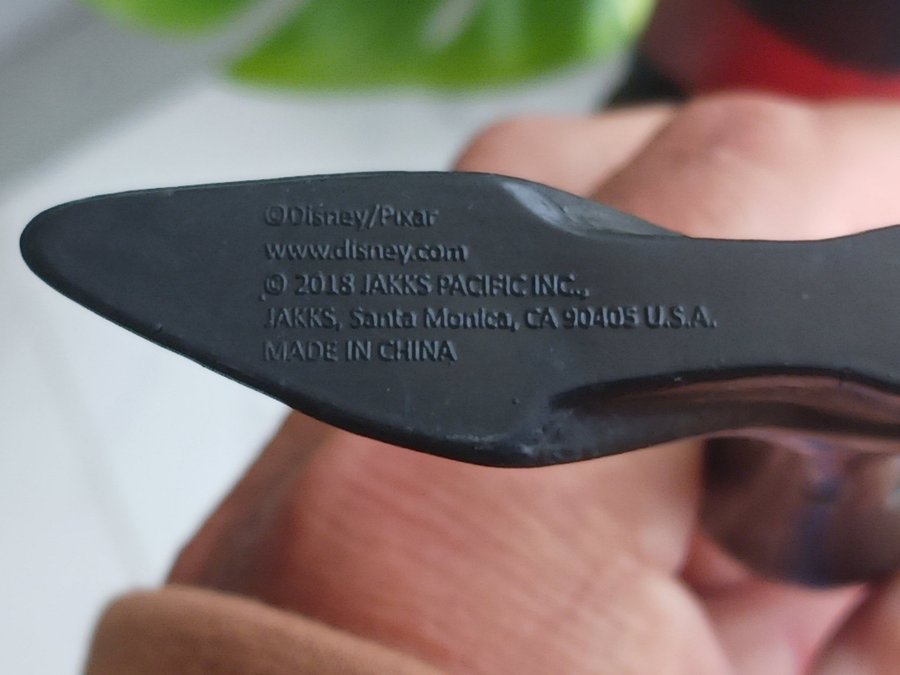 ©Disney/Pixar
www.disney.com
© 2018 JAKKS PACIFIC INC.,
JAKKS, Santa Monica, CA 90405 U.S.A.
MADE IN CHINA